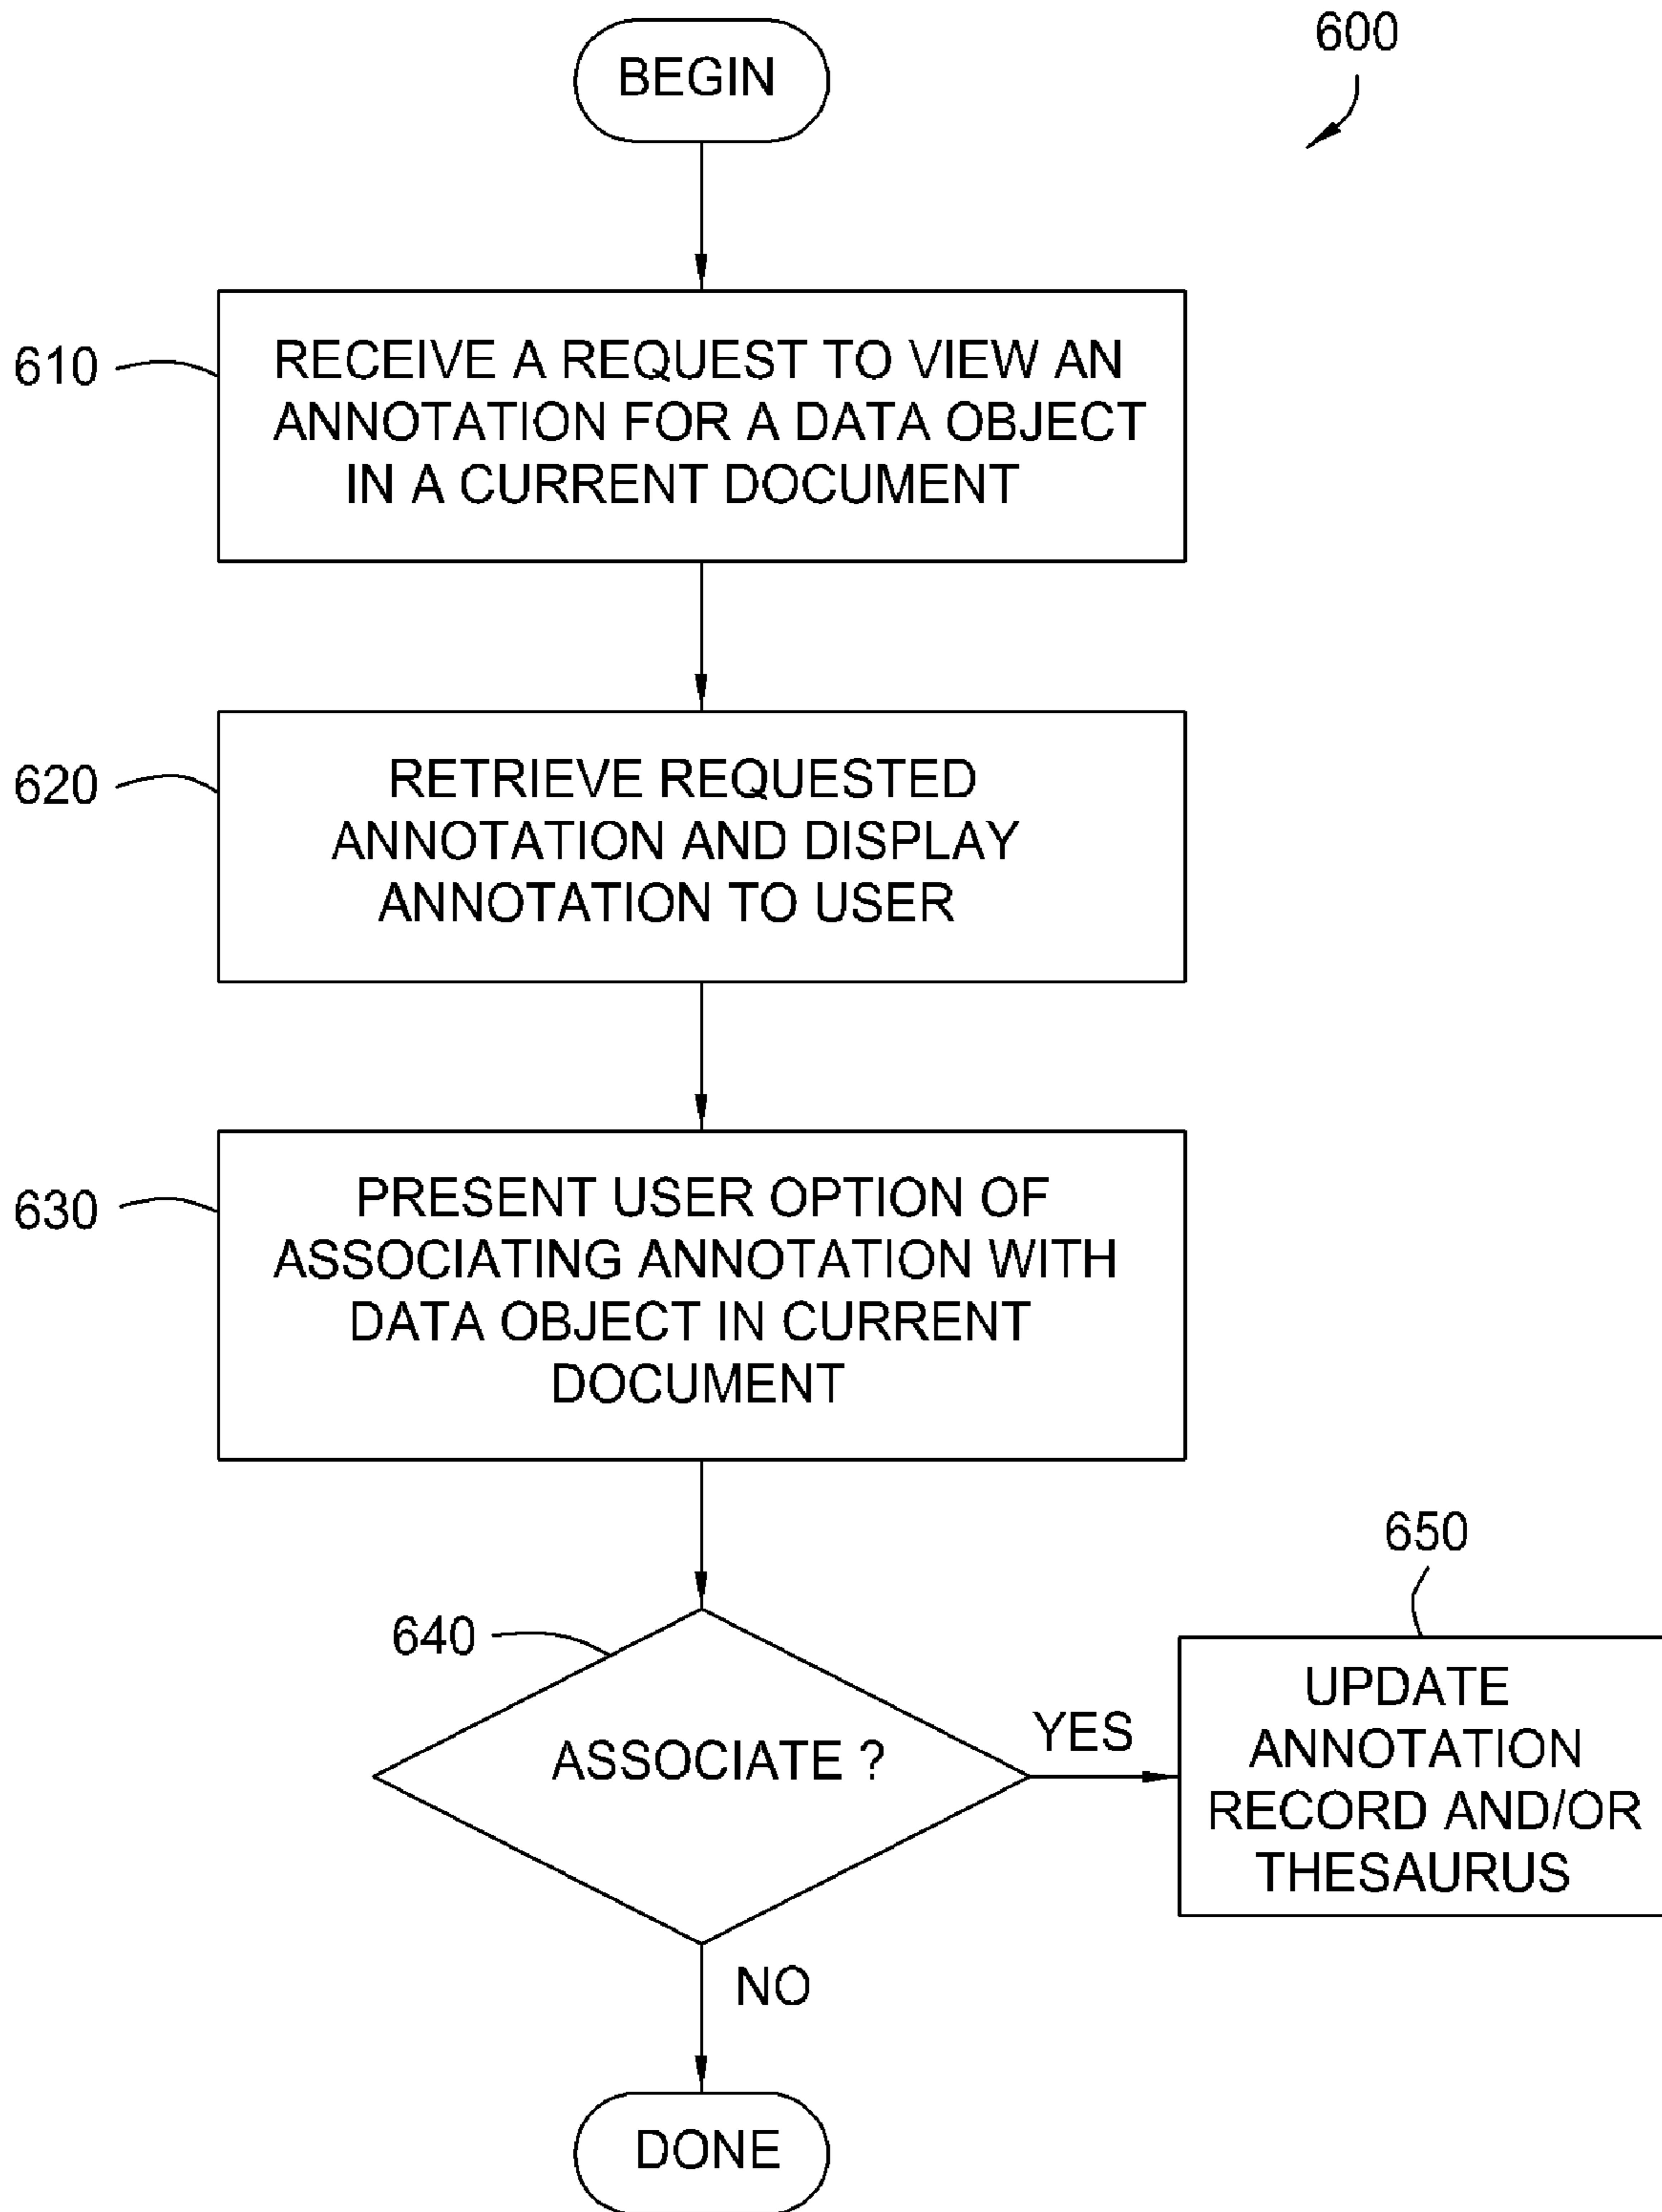 BEGIN
600
610
RECEIVE A REQUEST TO VIEW AN
ANNOTATION FOR A DATA OBJECT
IN A CURRENT DOCUMENT
620
RETRIEVE REQUESTED
ANNOTATION AND DISPLAY
ANNOTATION TO USER
630
PRESENT USER OPTION OF
ASSOCIATING ANNOTATION WITH
DATA OBJECT IN CURRENT
DOCUMENT
640
ASSOCIATE ?
YES
650
UPDATE
ANNOTATION
RECORD AND/OR
THESAURUS
NO
DONE